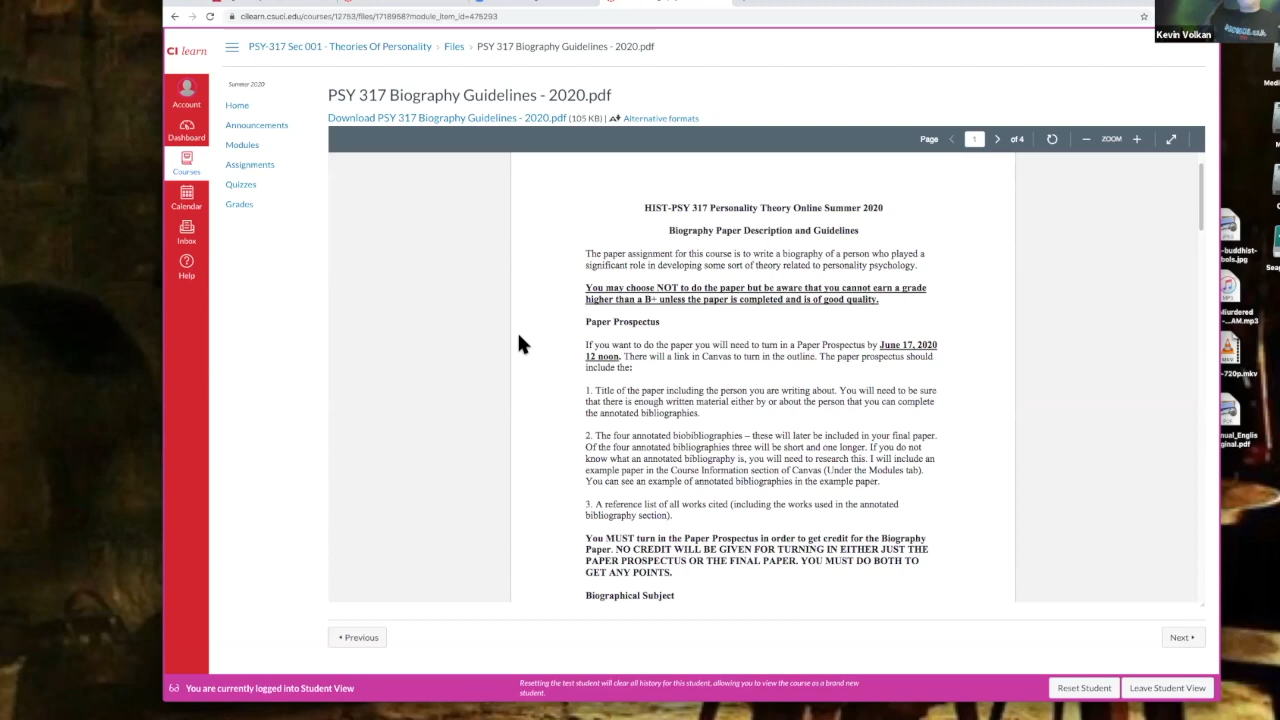 cilearn.csuci.edu/courses/12753/files/1718958?module_item_id=475293
Kevin Volkan
CI learn
PSY-317 Sec 001 - Theories Of Personality › Files › PSY 317 Biography Guidelines - 2020.pdf
Account
Dashboard
Courses
Calendar
Inbox
Help
Summer 2020
Home
Announcements
Modules
Assignments
Quizzes
Grades
PSY 317 Biography Guidelines - 2020.pdf
Download PSY 317 Biography Guidelines - 2020.pdf (105 KB) | Alternative formats
Page 1 of 4 ZOOM
HIST-PSY 317 Personality Theory Online Summer 2020
Biography Paper Description and Guidelines
The paper assignment for this course is to write a biography of a person who played a
significant role in developing some sort of theory related to personality psychology.
You may choose NOT to do the paper but be aware that you cannot earn a grade
higher than a B+ unless the paper is completed and is of good quality.
Paper Prospectus
If you want to do the paper you will need to turn in a Paper Prospectus by June 17, 2020
12 noon. There will a link in Canvas to turn in the outline. The paper prospectus should
include the:
1. Title of the paper including the person you are writing about. You will need to be sure
that there is enough written material either by or about the person that you can complete
the annotated bibliographies.
2. The four annotated biobibliographies – these will later be included in your final paper.
Of the four annotated bibliographies three will be short and one longer. If you do not
know what an annotated bibliography is, you will need to research this. I will include an
example paper in the Course Information section of Canvas (Under the Modules tab).
You can see an example of annotated bibliographies in the example paper.
3. A reference list of all works cited (including the works used in the annotated
bibliography section).
You MUST turn in the Paper Prospectus in order to get credit for the Biography
Paper. NO CREDIT WILL BE GIVEN FOR TURNING IN EITHER JUST THE
PAPER PROSPECTUS OR THE FINAL PAPER. YOU MUST DO BOTH TO
GET ANY POINTS.
Biographical Subject
Previous
Next
You are currently logged into Student View
Resetting the test student will clear all history for this student, allowing you to view the course as a brand new
student.
Reset Student
Leave Student View
-buddhist-
bols.jpg
MP3
...AM.mp3
-720p.mkv
ginal.pdf